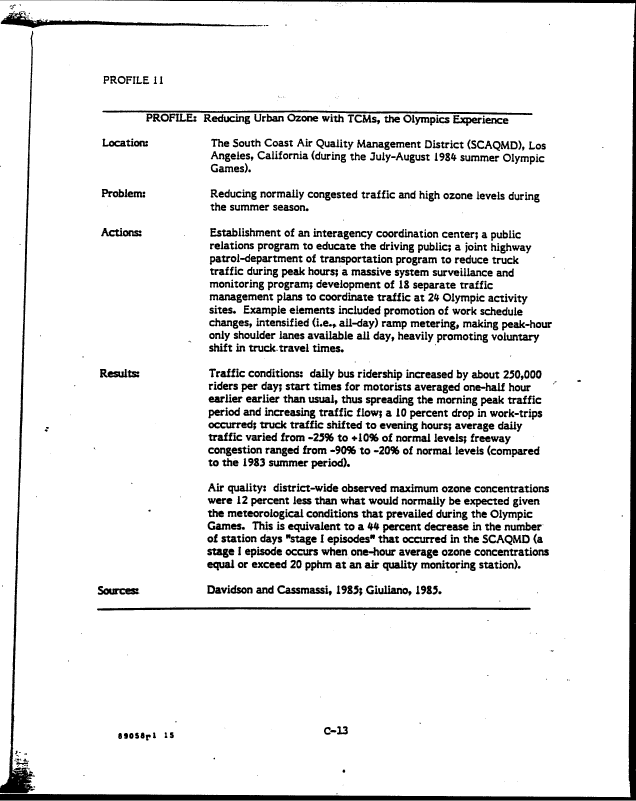 PROFILE 11
PROFILE: Reducing Urban Ozone with TCMs, the Olympics Experience
Location: The South Coast Air Quality Management District (SCAQMD), Los
Angeles, California (during the July-August 1984 summer Olympic
Games).
Problem: Reducing normally congested traffic and high ozone levels during
the summer season.
Actions: Establishment of an interagency coordination center; a public
relations program to educate the driving public; a joint highway
patrol-department of transportation program to reduce truck
traffic during peak hours; a massive system surveillance and
monitoring program; development of 18 separate traffic
management plans to coordinate traffic at 24 Olympic activity
sites. Example elements included promotion of work schedule
changes, intensified (i.e., all-day) ramp metering, making peak-hour
only shoulder lanes available all day, heavily promoting voluntary
shift in truck travel times.
Results: Traffic conditions: daily bus ridership increased by about 250,000
riders per day; start times for motorists averaged one-half hour
earlier earlier than usual, thus spreading the morning peak traffic
period and increasing traffic flow; a 10 percent drop in work-trips
occurred; truck traffic shifted to evening hours; average daily
traffic varied from -25% to +10% of normal levels; freeway
congestion ranged from -90% to -20% of normal levels (compared
to the 1983 summer period).
Air quality: district-wide observed maximum ozone concentrations
were 12 percent less than what would normally be expected given
the meteorological conditions that prevailed during the Olympic
Games. This is equivalent to a 44 percent decrease in the number
of station days "stage I episodes" that occurred in the SCAQMD (a
stage I episode occurs when one-hour average ozone concentrations
equal or exceed 20 pphm at an air quality monitoring station).
Sources: Davidson and Cassmassi, 1985; Giuliano, 1985.
89058r1 15
C-13